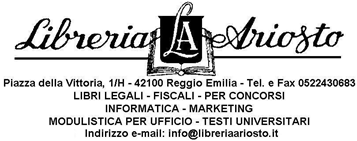 Libreria LA Ariosto
Piazza della Vittoria, 1/H - 42100 Reggio Emilia - Tel. e Fax 0522430683
LIBRI LEGALI - FISCALI - PER CONCORSI
INFORMATICA - MARKETING
MODULISTICA PER UFFICIO - TESTI UNIVERSITARI
Indirizzo e-mail: info@libreriaariosto.it